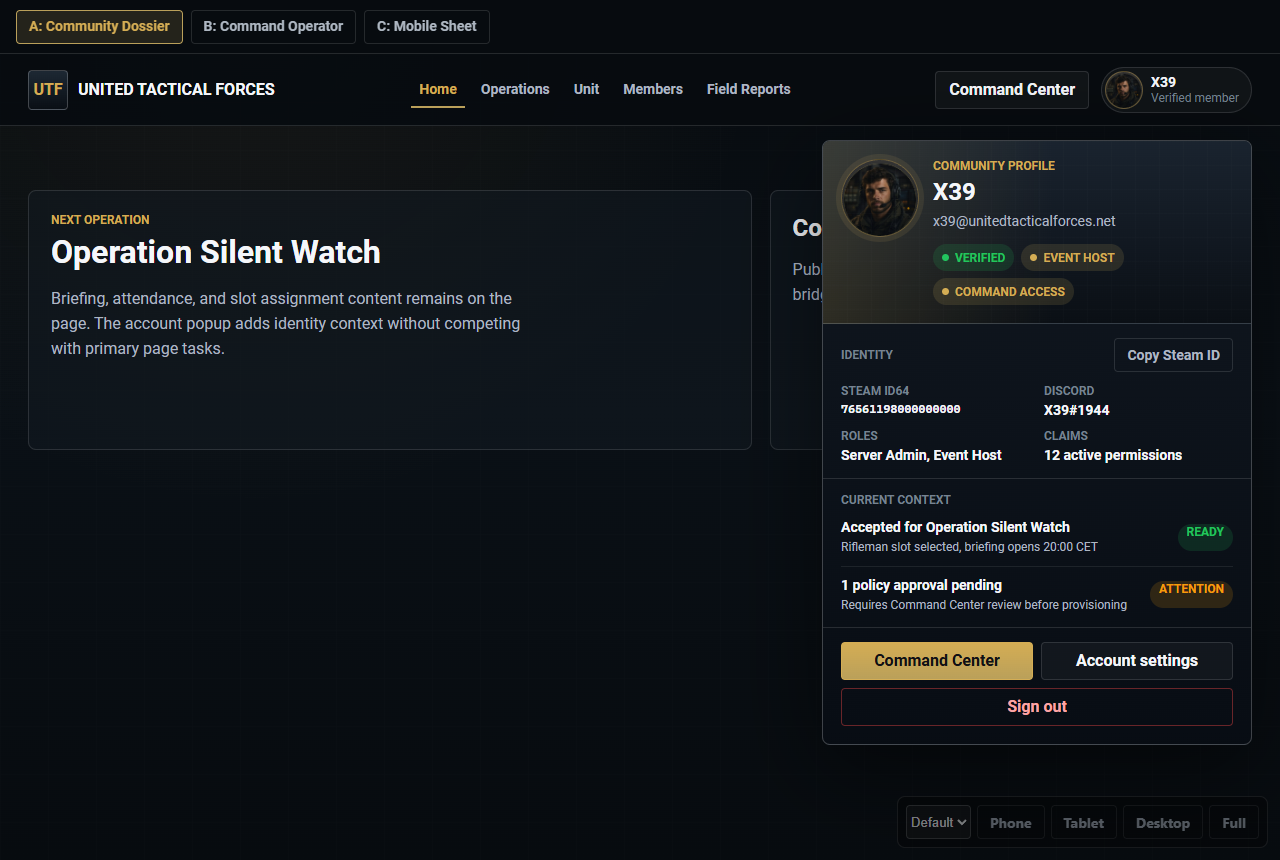 A: Community Dossier
B: Command Operator
C: Mobile Sheet
UTF
UNITED TACTICAL FORCES
Home
Operations
Unit
Members
Field Reports
Command Center
X39
Verified member
NEXT OPERATION
Operation Silent Watch
Briefing, attendance, and slot assignment content remains on the
page. The account popup adds identity context without competing
with primary page tasks.
COMMUNITY PROFILE
X39
x39@unitedtacticalforces.net
VERIFIED
EVENT HOST
COMMAND ACCESS
IDENTITY
Copy Steam ID
STEAM ID64
76561198000000000
DISCORD
X39#1944
ROLES
Server Admin, Event Host
CLAIMS
12 active permissions
CURRENT CONTEXT
Accepted for Operation Silent Watch
Rifleman slot selected, briefing opens 20:00 CET
READY
1 policy approval pending
Requires Command Center review before provisioning
ATTENTION
Command Center
Account settings
Sign out
Default
Phone
Tablet
Desktop
Full